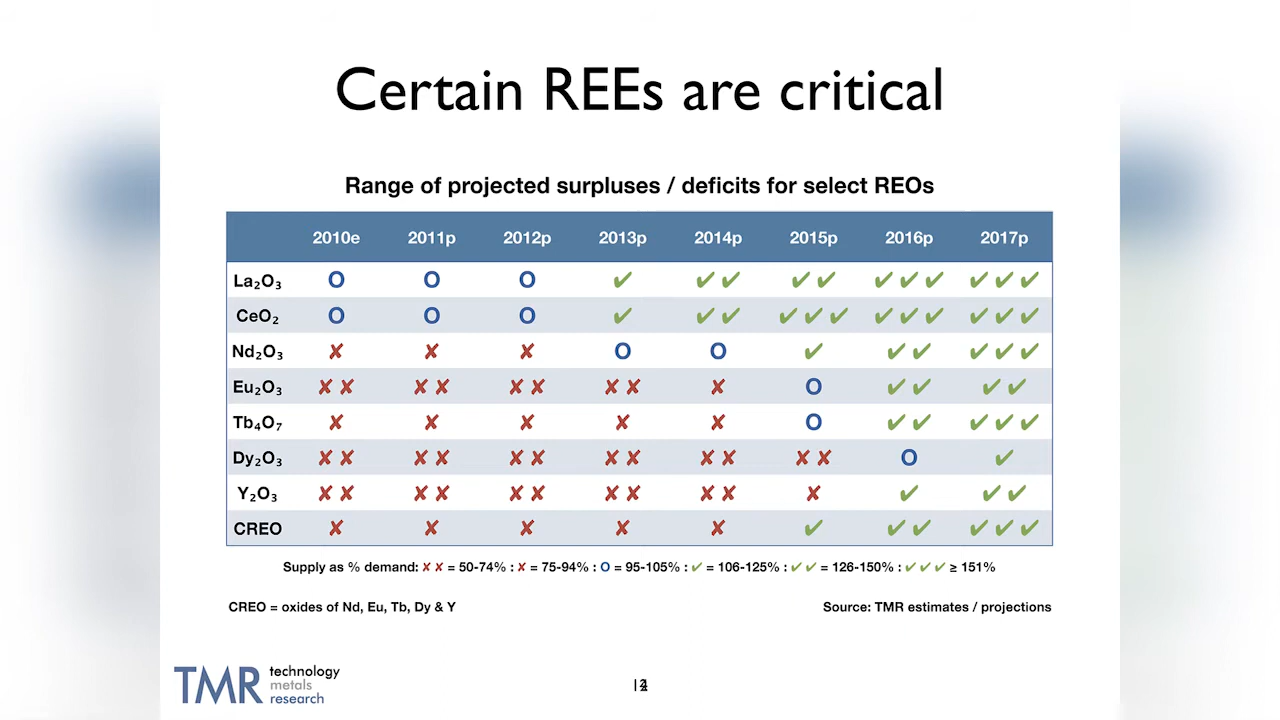 Certain REEs are critical
Range of projected surpluses / deficits for select REOs
2010e 2011p 2012p 2013p 2014p 2015p 2016p 2017p
La₂O₃ O O O ✔ ✔✔ ✔✔ ✔✔✔ ✔✔✔
CeO₂ O O O ✔ ✔✔ ✔✔✔ ✔✔✔ ✔✔✔
Nd₂O₃ ✘ ✘ ✘ O O ✔ ✔✔ ✔✔✔
Eu₂O₃ ✘✘ ✘✘ ✘✘ ✘✘ ✘ O ✔✔ ✔✔
Tb₄O₇ ✘ ✘ ✘ ✘ ✘ O ✔✔ ✔✔✔
Dy₂O₃ ✘✘ ✘✘ ✘✘ ✘✘ ✘✘ ✘✘ O ✔
Y₂O₃ ✘✘ ✘✘ ✘✘ ✘✘ ✘✘ ✘ ✔ ✔✔
CREO ✘ ✘ ✘ ✘ ✘ ✔ ✔✔ ✔✔✔
Supply as % demand: ✘✘ = 50-74% : ✘ = 75-94% : O = 95-105% : ✔ = 106-125% : ✔✔ = 126-150% : ✔✔✔ ≥ 151%
CREO = oxides of Nd, Eu, Tb, Dy & Y
Source: TMR estimates / projections
TMR technology
metals
research